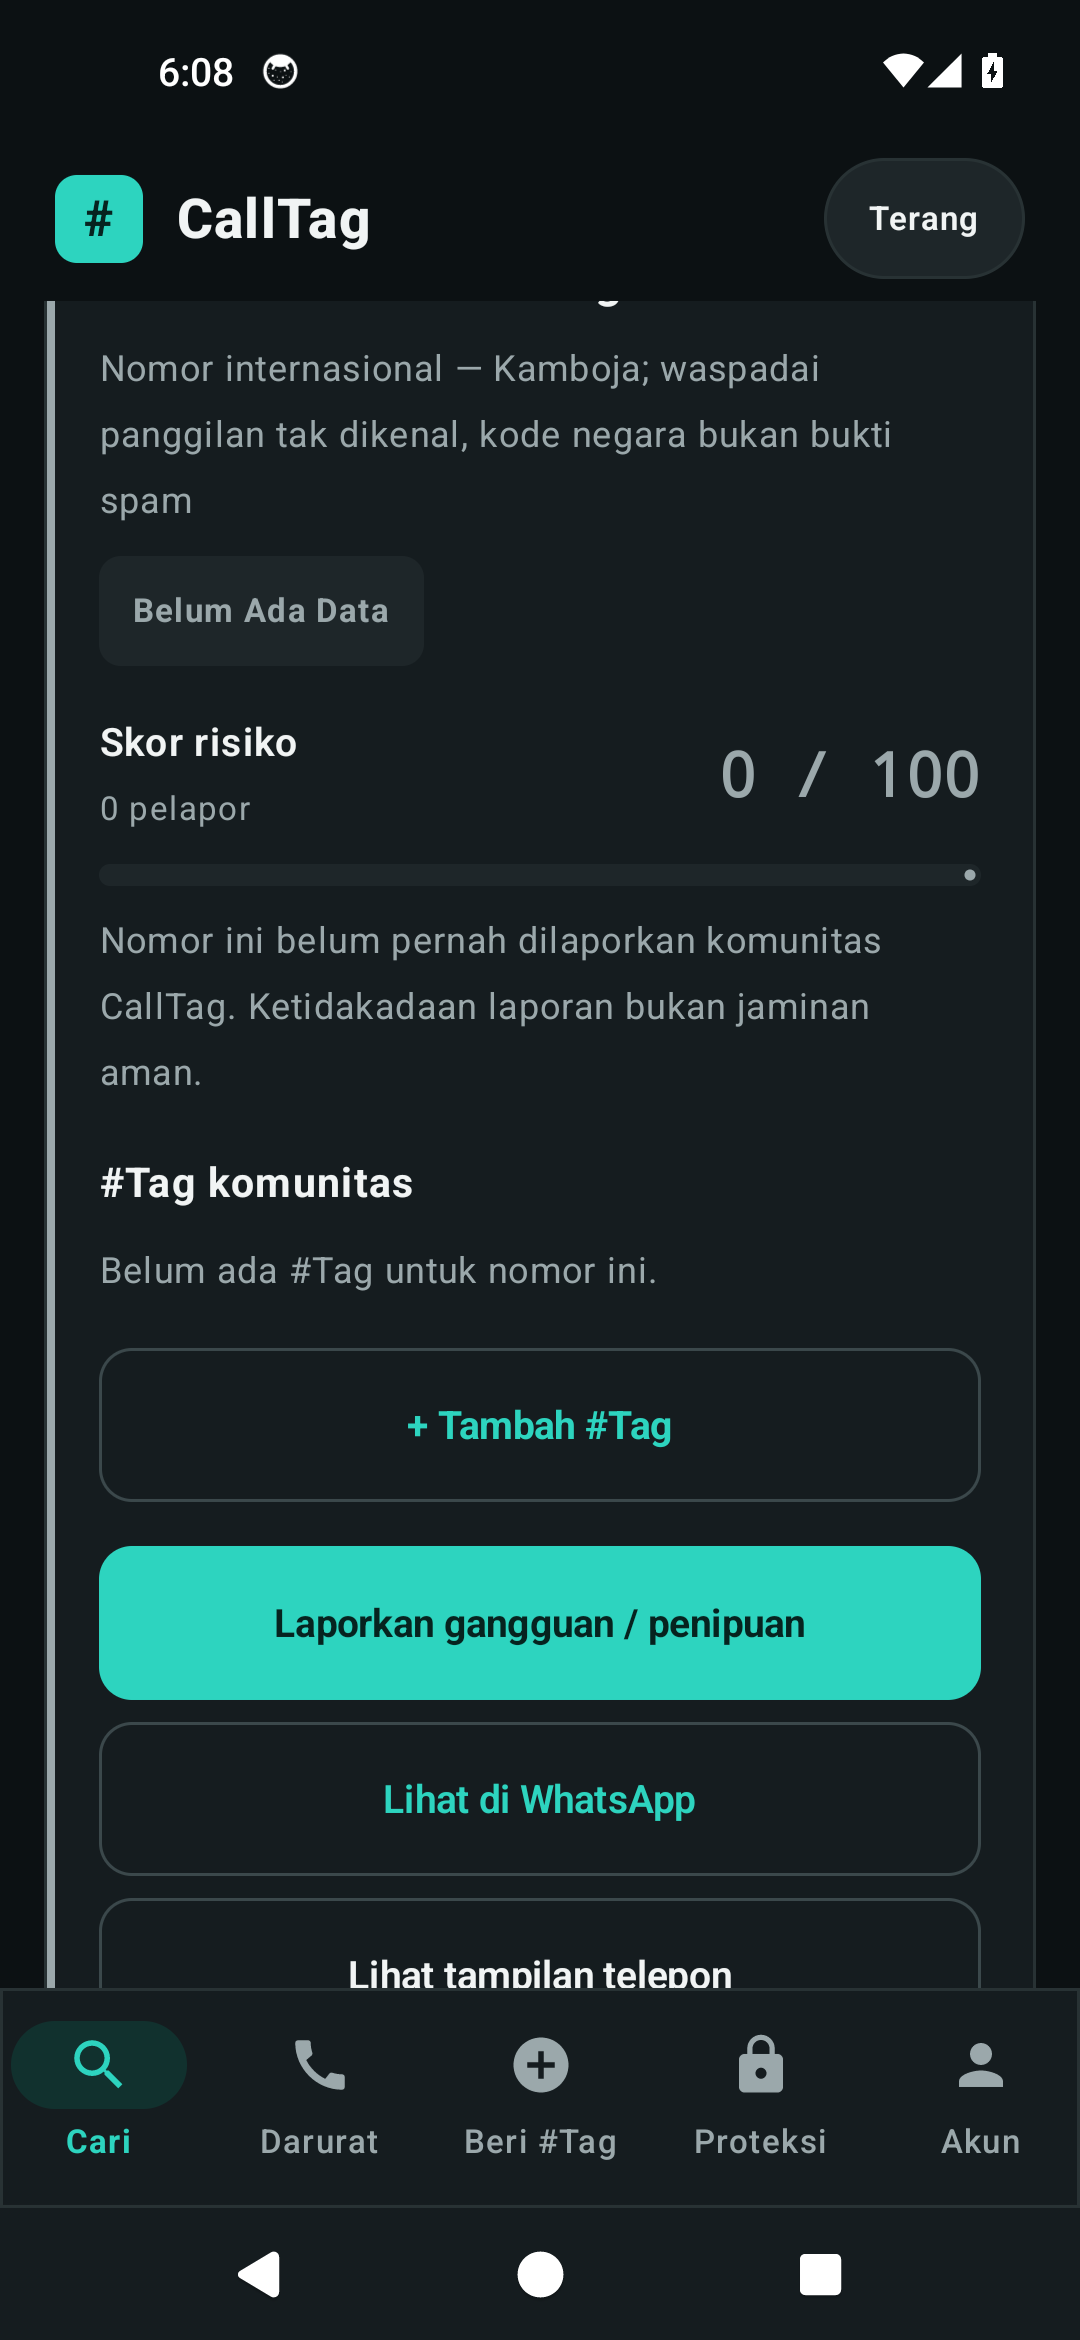 6:08
# CallTag
Terang
Nomor internasional — Kamboja; waspadai
panggilan tak dikenal, kode negara bukan bukti
spam
Belum Ada Data
Skor risiko
0 / 100
0 pelapor
Nomor ini belum pernah dilaporkan komunitas
CallTag. Ketidakadaan laporan bukan jaminan
aman.
#Tag komunitas
Belum ada #Tag untuk nomor ini.
+ Tambah #Tag
Laporkan gangguan / penipuan
Lihat di WhatsApp
Lihat tampilan telepon
Cari
Darurat
Beri #Tag
Proteksi
Akun